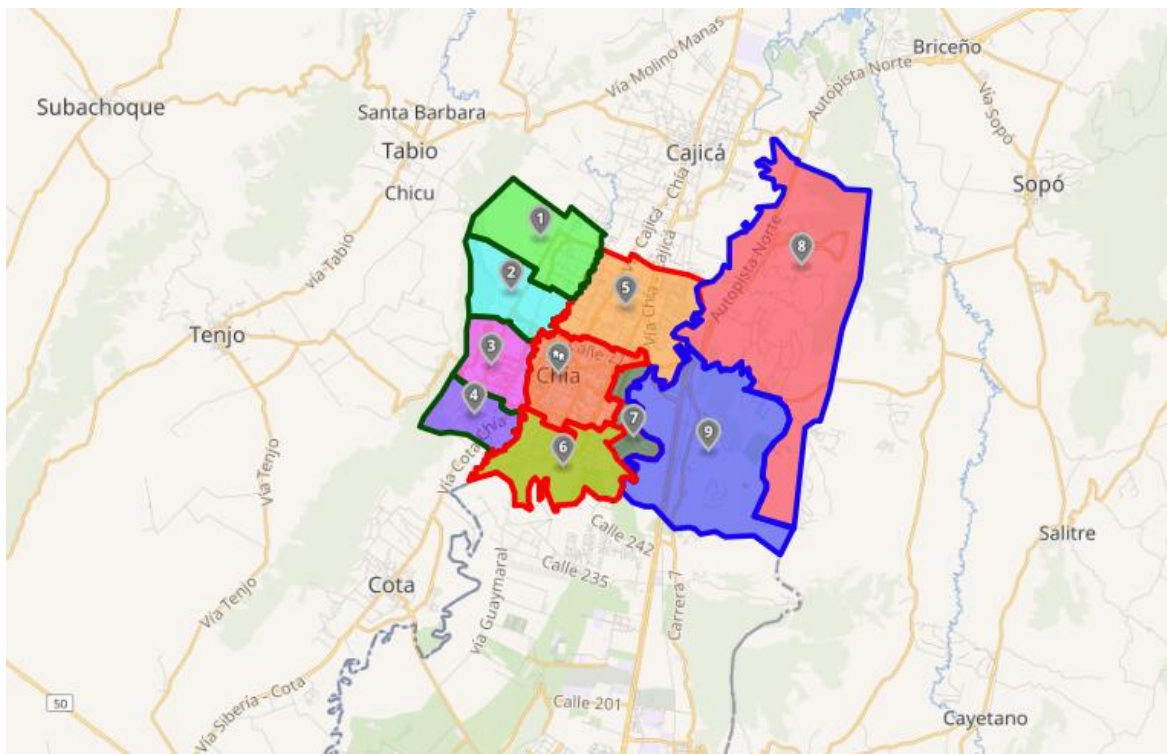 Briceño
Autopista Norte
Vía Molino Manas
Vía Sopó
Subachoque
Santa Barbara
Tabio
Cajicá
Chicu
Sopó
Cajicá - Chía
Vía Chía - Cajicá
Autopista Norte
vía Tabio
Tenjo
1
2
3
4
5
6
7
8
9
Calle 2
Chía
Vía Cota Chía
Vía Tenjo
Calle 242
Calle 235
Salitre
Cota
Vía Guaymaral
Carrera 7
Vía Tenjo
50
Vía Siberia - Cota
Calle 201
Cayetano